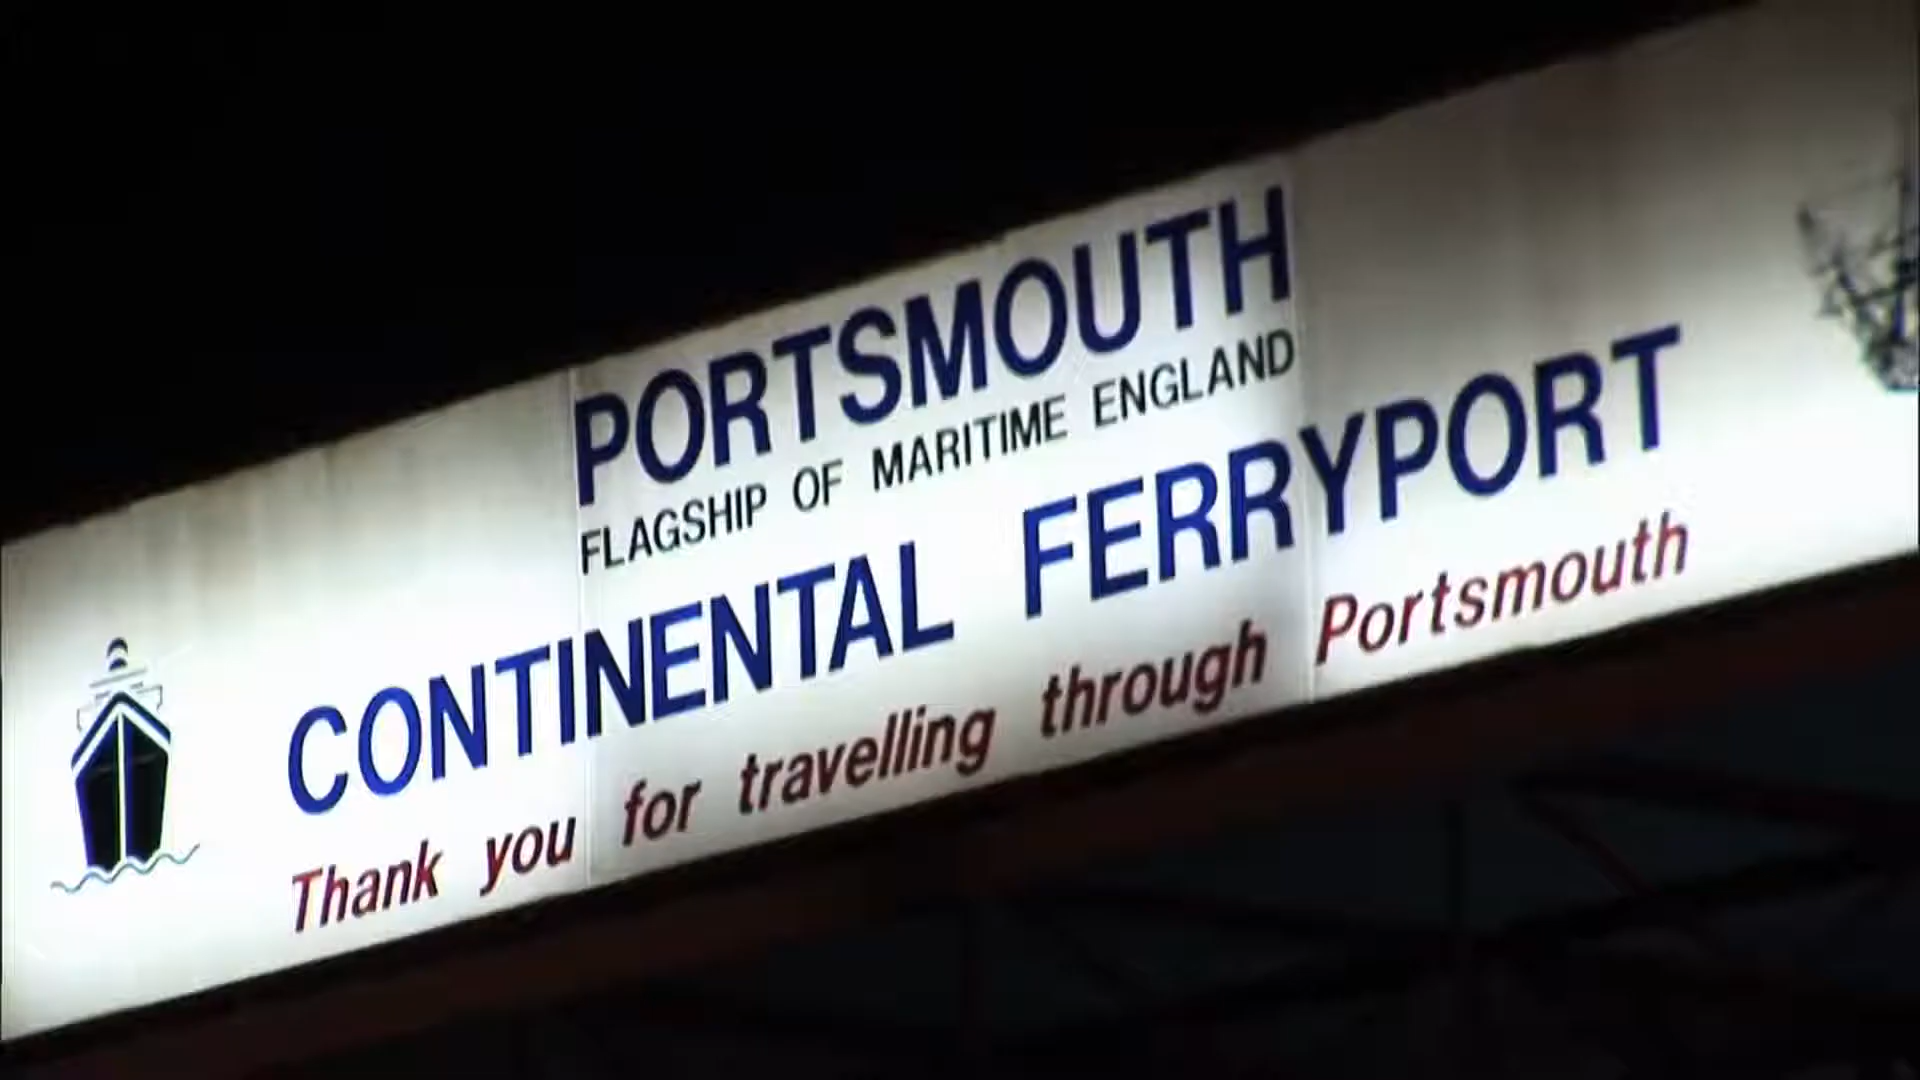 PORTSMOUTH
FLAGSHIP OF MARITIME ENGLAND
CONTINENTAL FERRYPORT
Thank you for travelling through Portsmouth